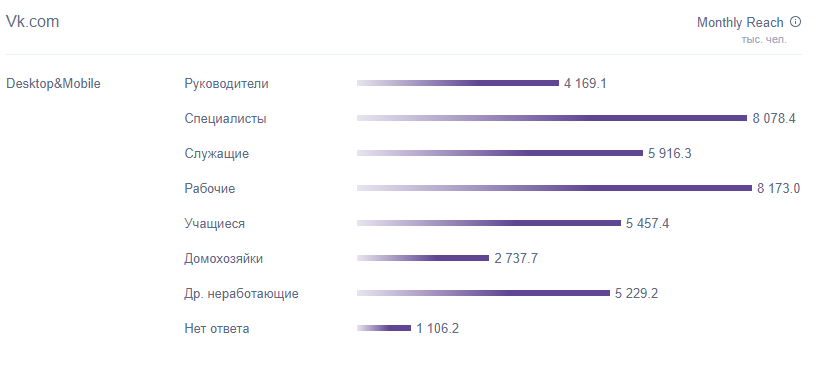 Vk.com
Monthly Reach
тыс. чел.
Desktop&Mobile
Руководители 4 169.1
Специалисты 8 078.4
Служащие 5 916.3
Рабочие 8 173.0
Учащиеся 5 457.4
Домохозяйки 2 737.7
Др. неработающие 5 229.2
Нет ответа 1 106.2